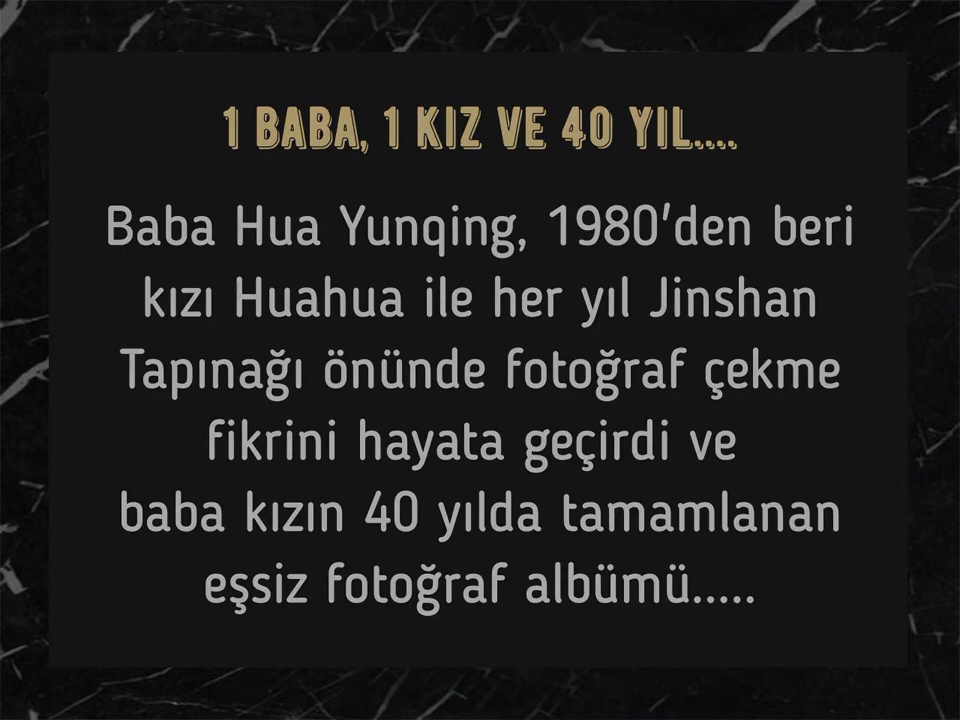 1 BABA, 1 KIZ VE 40 YIL....
Baba Hua Yunqing, 1980'den beri
kızı Huahua ile her yıl Jinshan
Tapınağı önünde fotoğraf çekme
fikrini hayata geçirdi ve
baba kızın 40 yılda tamamlanan
eşsiz fotoğraf albümü.....